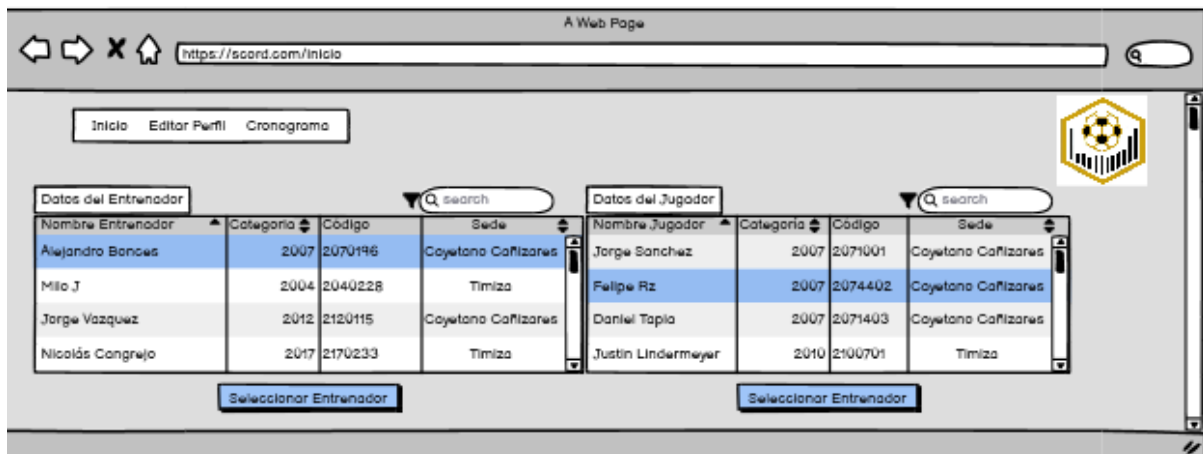 A Web Page
https://scord.com/inicio
Inicio Editar Perfil Cronograma
Datos del Entrenador search Datos del Jugador search
Nombre Entrenador Categoría Código Sede Nombre Jugador Categoría Código Sede
Alejandro Bonces 2007 2070196 Cayetano Cañizares Jorge Sanchez 2007 2071001 Cayetano Cañizares
Milo J 2004 2040228 Timiza Felipe Rz 2007 2074402 Cayetano Cañizares
Jorge Vazquez 2012 2120115 Cayetano Cañizares Daniel Tapia 2007 2071403 Cayetano Cañizares
Nicolás Cangrejo 2017 2170233 Timiza Justin Lindermeyer 2010 2100701 Timiza
Seleccionar Entrenador Seleccionar Entrenador